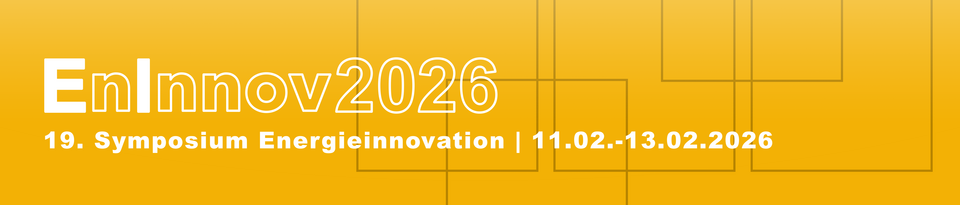 EnInnov2026
19. Symposium Energieinnovation | 11.02.-13.02.2026